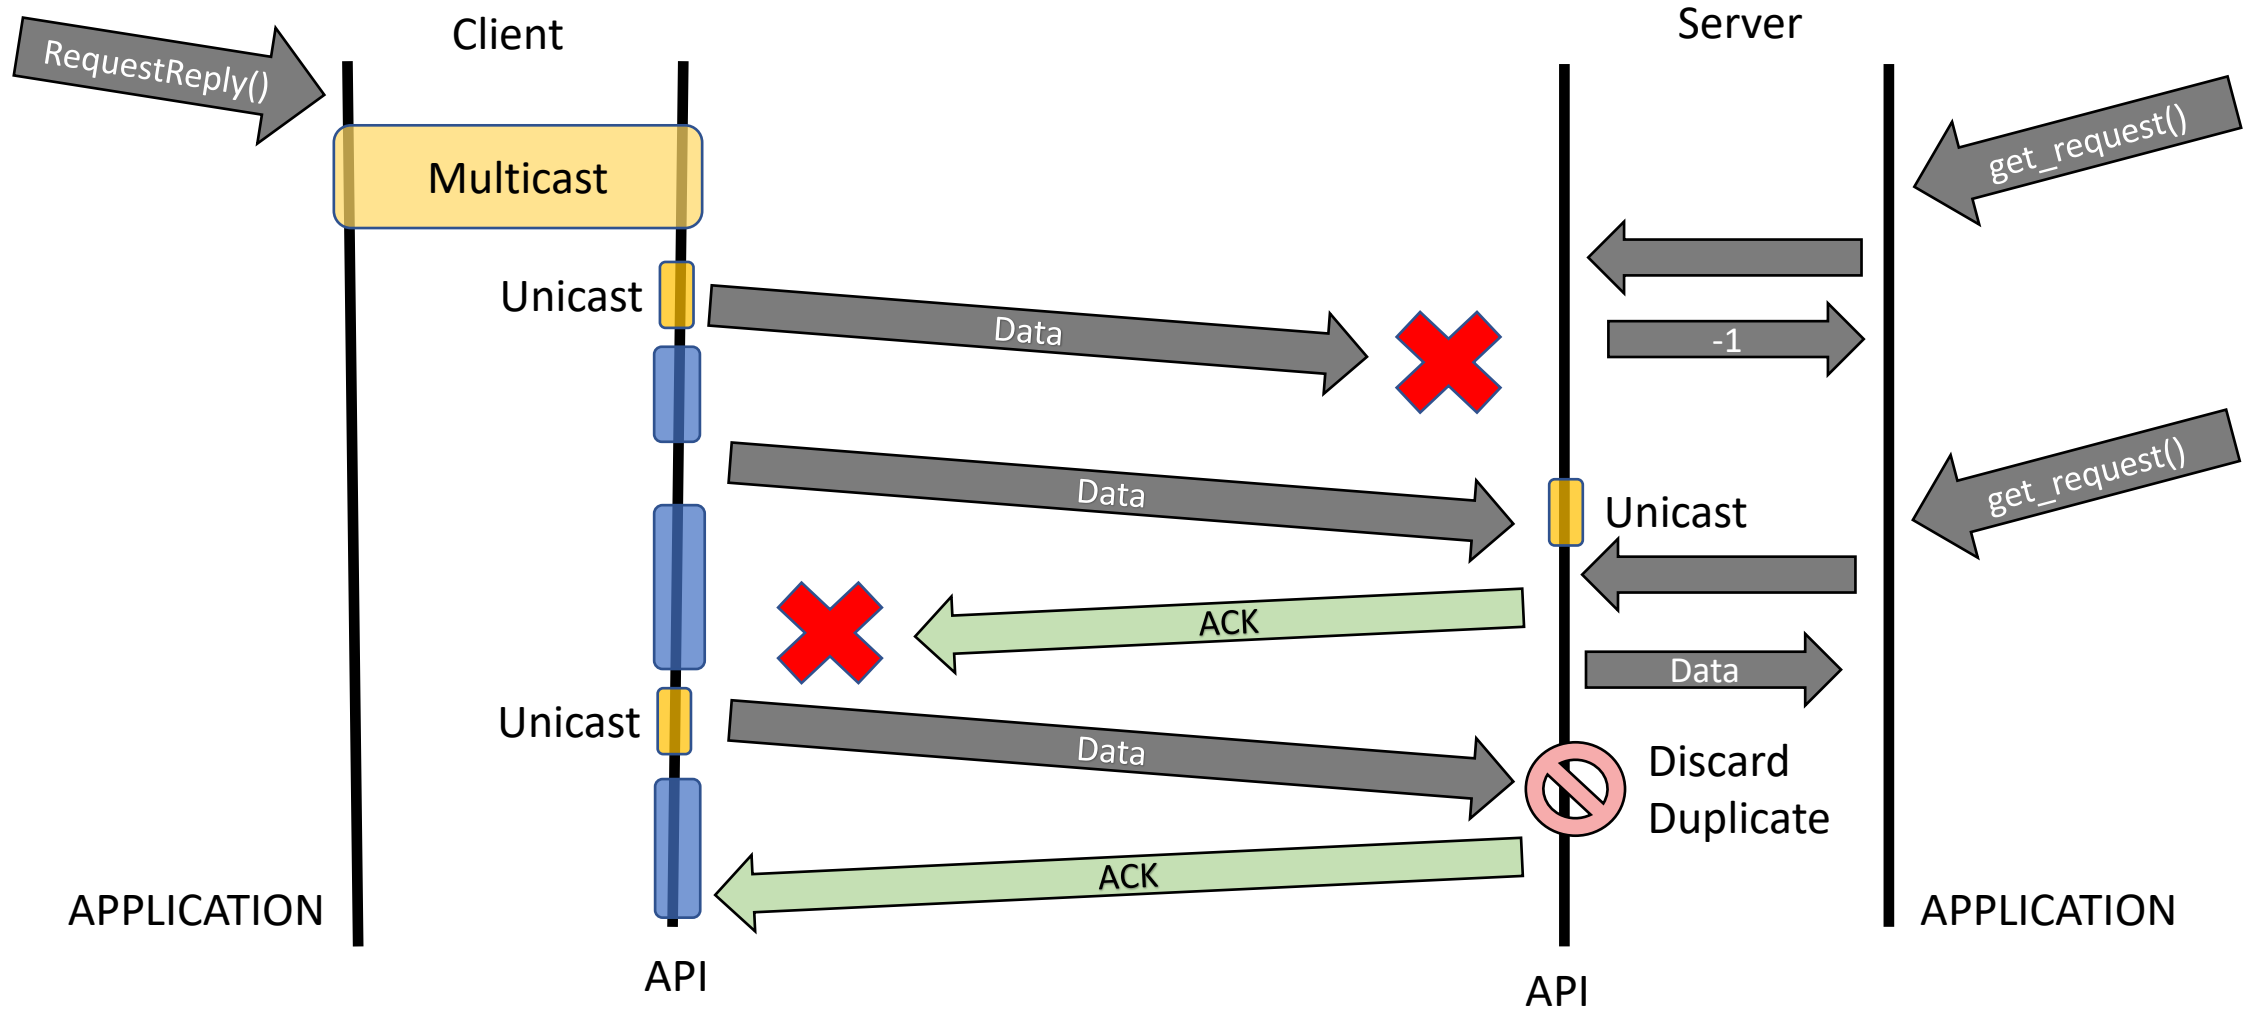 Client
Server
RequestReply()
get_request()
Multicast
Unicast
Data
-1
Data
get_request()
Unicast
ACK
Data
Unicast
Data
Discard
Duplicate
ACK
APPLICATION
APPLICATION
API
API